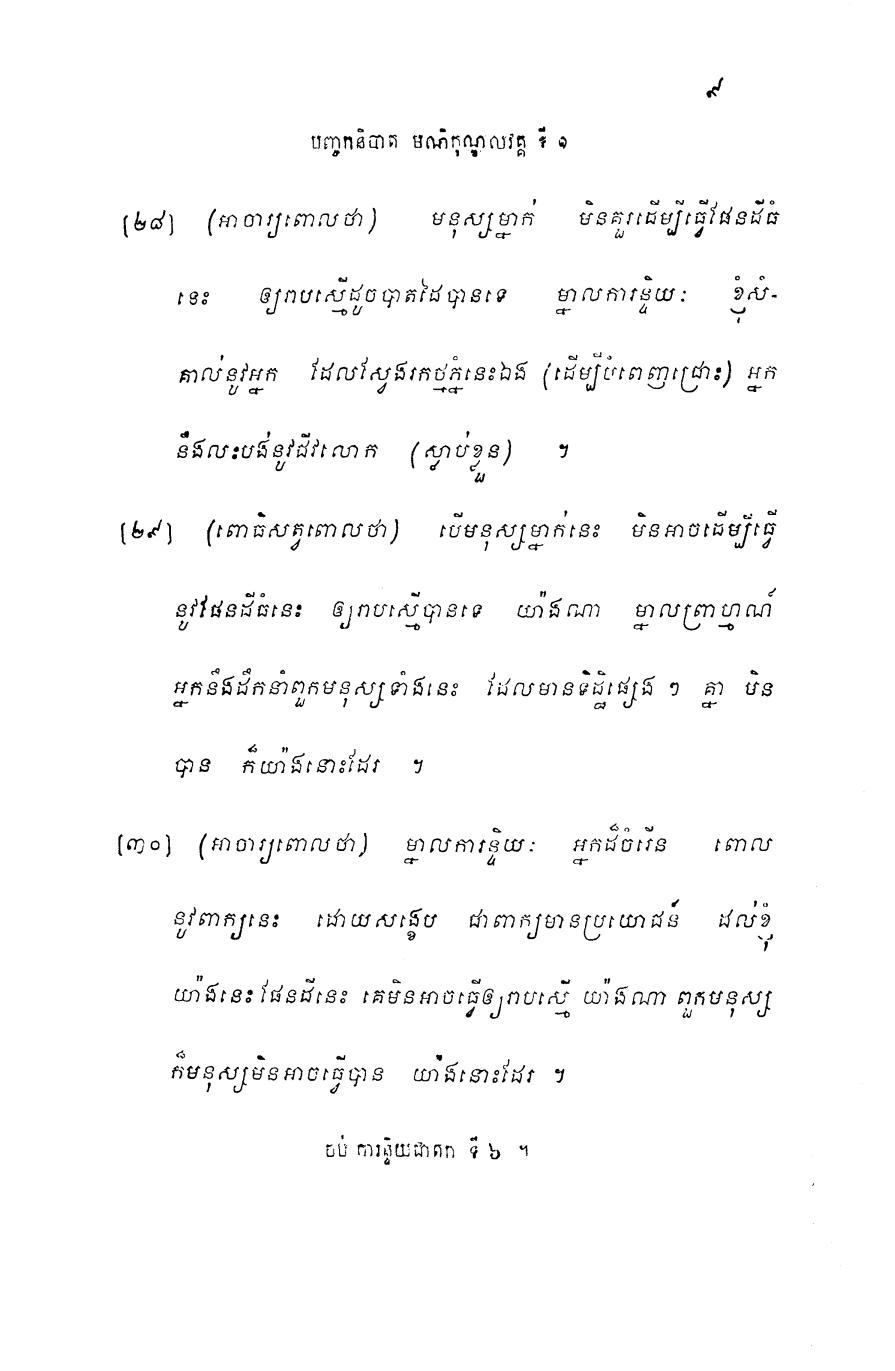 ៩
បញ្ចកនិបាត មណិកុណ្ឌលវគ្គ ទី ១
[២៨] (អាចារ្យពោលថា) មនុស្សម្នាក់ មិនគួរដើម្បីធ្វើផែនដីធំ
នេះ ឲ្យរាបស្មើដូចបាតដៃបានទេ ម្នាលការន្ទិយៈ ខ្ញុំសំ-
គាល់នូវអ្នក ដែលស្វែងរកថ្មភ្នំនេះឯង (ដើម្បីបំពេញជ្រោះ) អ្នក
នឹងលះបង់នូវជីវលោក (ស្លាប់ខ្លួន) ។
[២៩] (ពោធិសត្វពោលថា) បើមនុស្សម្នាក់នេះ មិនអាចដើម្បីធ្វើ
នូវផែនដីធំនេះ ឲ្យរាបស្មើបានទេ យ៉ាងណា ម្នាលព្រាហ្មណ៍
អ្នកនឹងដឹកនាំពួកមនុស្សទាំងនេះ ដែលមានទិដ្ឋិផ្សេង ៗ គ្នា មិន
បាន ក៏យ៉ាងនោះដែរ ។
[៣០] (អាចារ្យពោលថា) ម្នាលការន្ទិយៈ អ្នកដ៏ចំរើន ពោល
នូវពាក្យនេះ ដោយសង្ខេប ជាពាក្យមានប្រយោជន៍ ដល់ខ្ញុំ
យ៉ាងនេះ ផែនដីនេះ គេមិនអាចធ្វើឲ្យរាបស្មើ យ៉ាងណា ពួកមនុស្ស
ក៏មនុស្សមិនអាចធ្វើបាន យ៉ាងនោះដែរ ។
ចប់ ការន្ទិយជាតក ទី ៦ ។